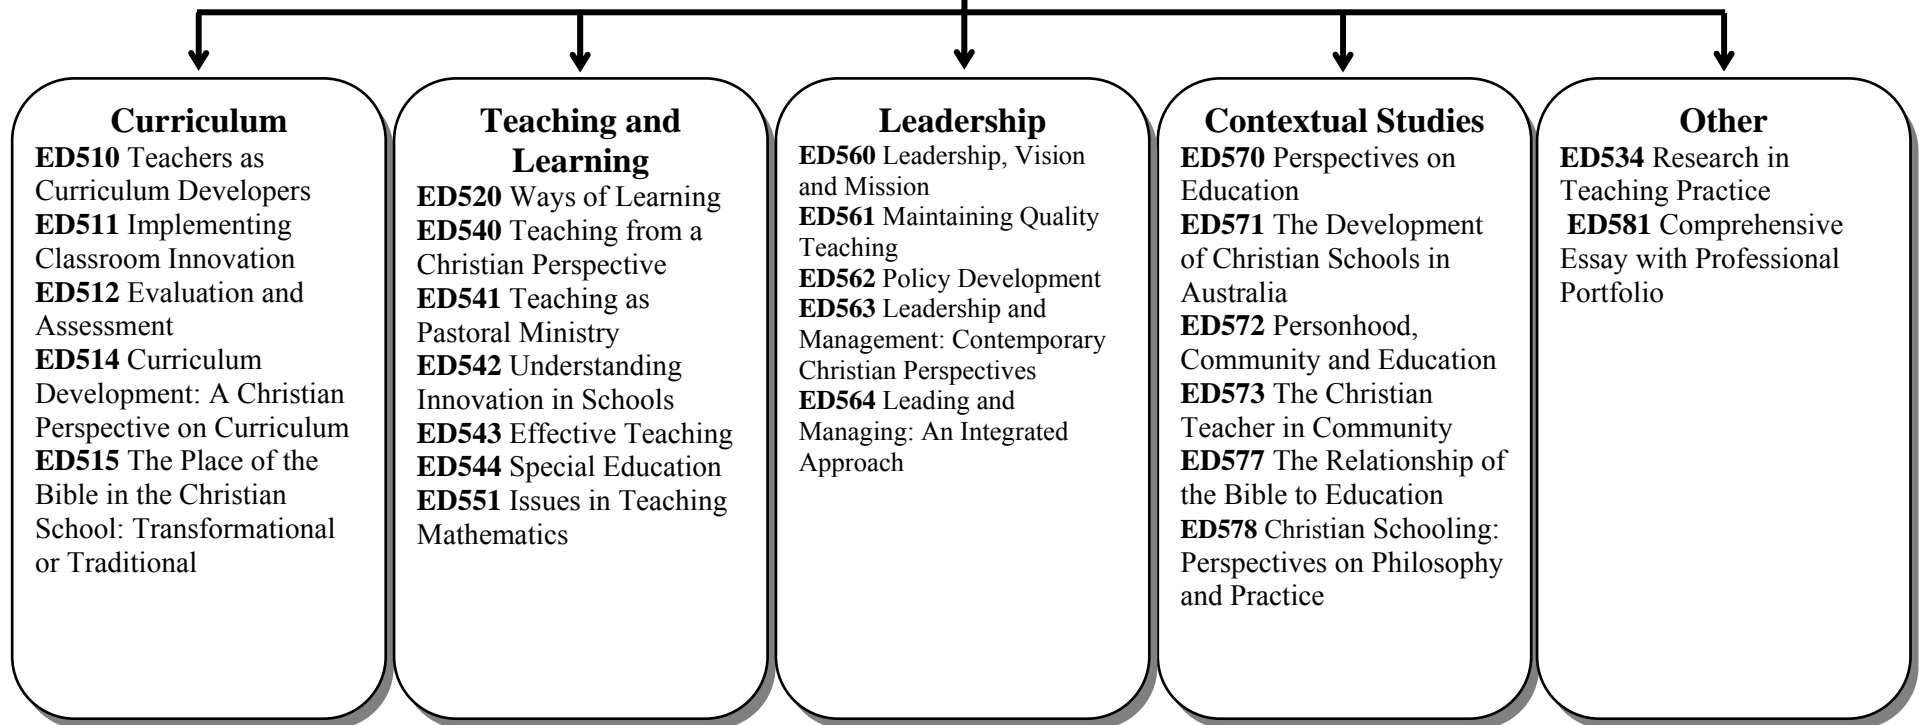 Curriculum
ED510 Teachers as
Curriculum Developers
ED511 Implementing
Classroom Innovation
ED512 Evaluation and
Assessment
ED514 Curriculum
Development: A Christian
Perspective on Curriculum
ED515 The Place of the
Bible in the Christian
School: Transformational
or Traditional
Teaching and
Learning
ED520 Ways of Learning
ED540 Teaching from a
Christian Perspective
ED541 Teaching as
Pastoral Ministry
ED542 Understanding
Innovation in Schools
ED543 Effective Teaching
ED544 Special Education
ED551 Issues in Teaching
Mathematics
Leadership
ED560 Leadership, Vision
and Mission
ED561 Maintaining Quality
Teaching
ED562 Policy Development
ED563 Leadership and
Management: Contemporary
Christian Perspectives
ED564 Leading and
Managing: An Integrated
Approach
Contextual Studies
ED570 Perspectives on
Education
ED571 The Development
of Christian Schools in
Australia
ED572 Personhood,
Community and Education
ED573 The Christian
Teacher in Community
ED577 The Relationship of
the Bible to Education
ED578 Christian Schooling:
Perspectives on Philosophy
and Practice
Other
ED534 Research in
Teaching Practice
ED581 Comprehensive
Essay with Professional
Portfolio